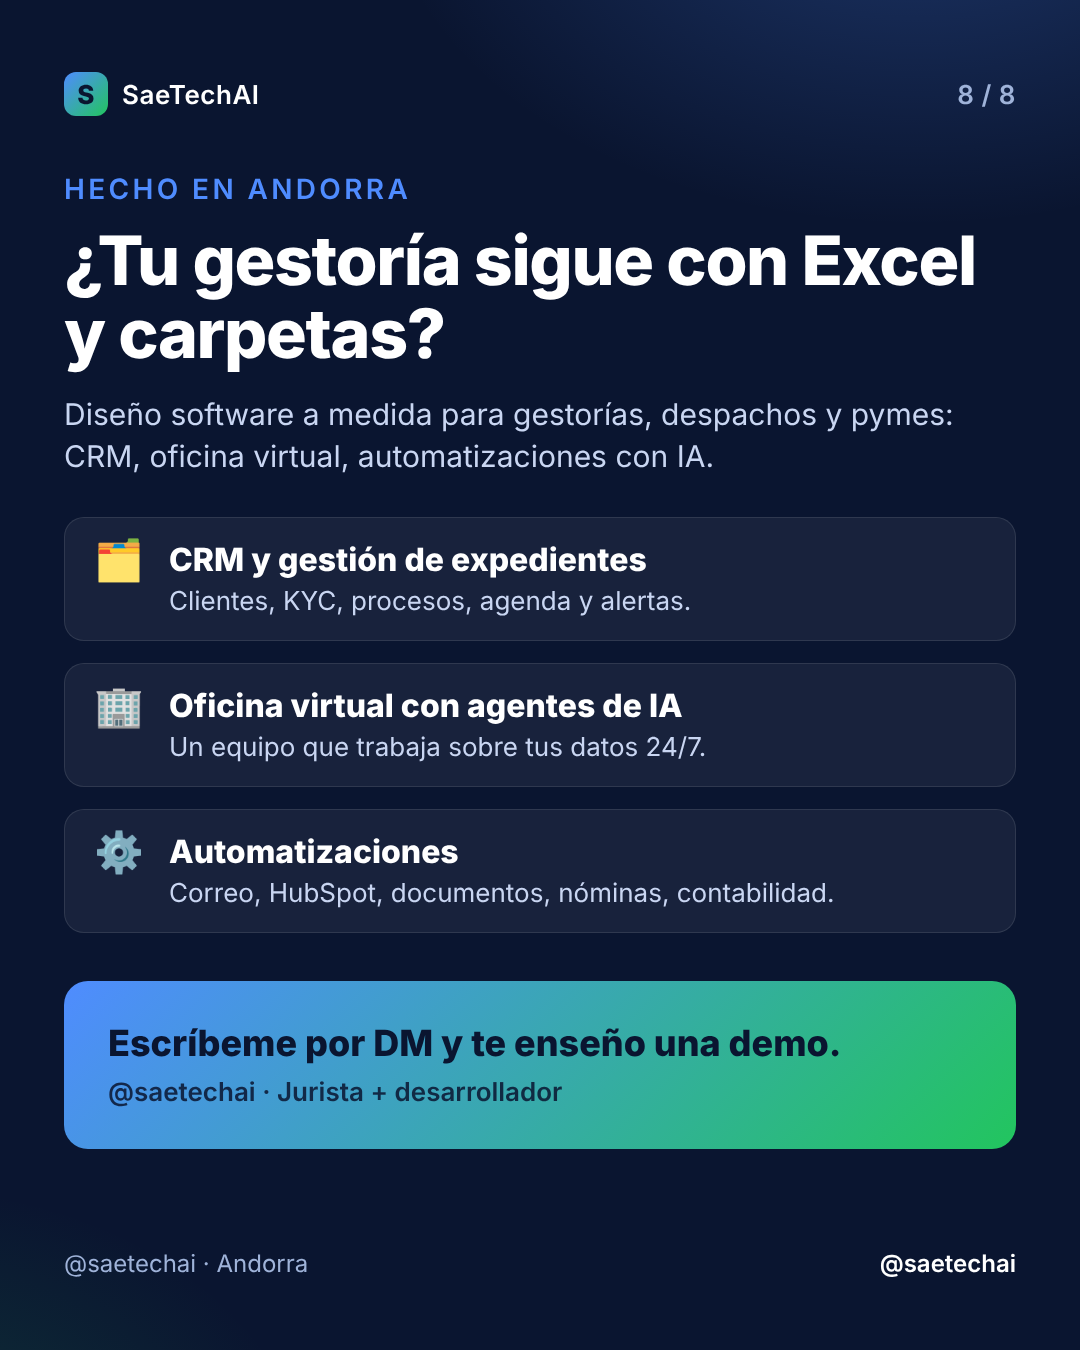 S SaeTechAI
8 / 8
HECHO EN ANDORRA
¿Tu gestoría sigue con Excel
y carpetas?
Diseño software a medida para gestorías, despachos y pymes:
CRM, oficina virtual, automatizaciones con IA.
CRM y gestión de expedientes
Clientes, KYC, procesos, agenda y alertas.
Oficina virtual con agentes de IA
Un equipo que trabaja sobre tus datos 24/7.
Automatizaciones
Correo, HubSpot, documentos, nóminas, contabilidad.
Escríbeme por DM y te enseño una demo.
@saetechai · Jurista + desarrollador
@saetechai · Andorra
@saetechai